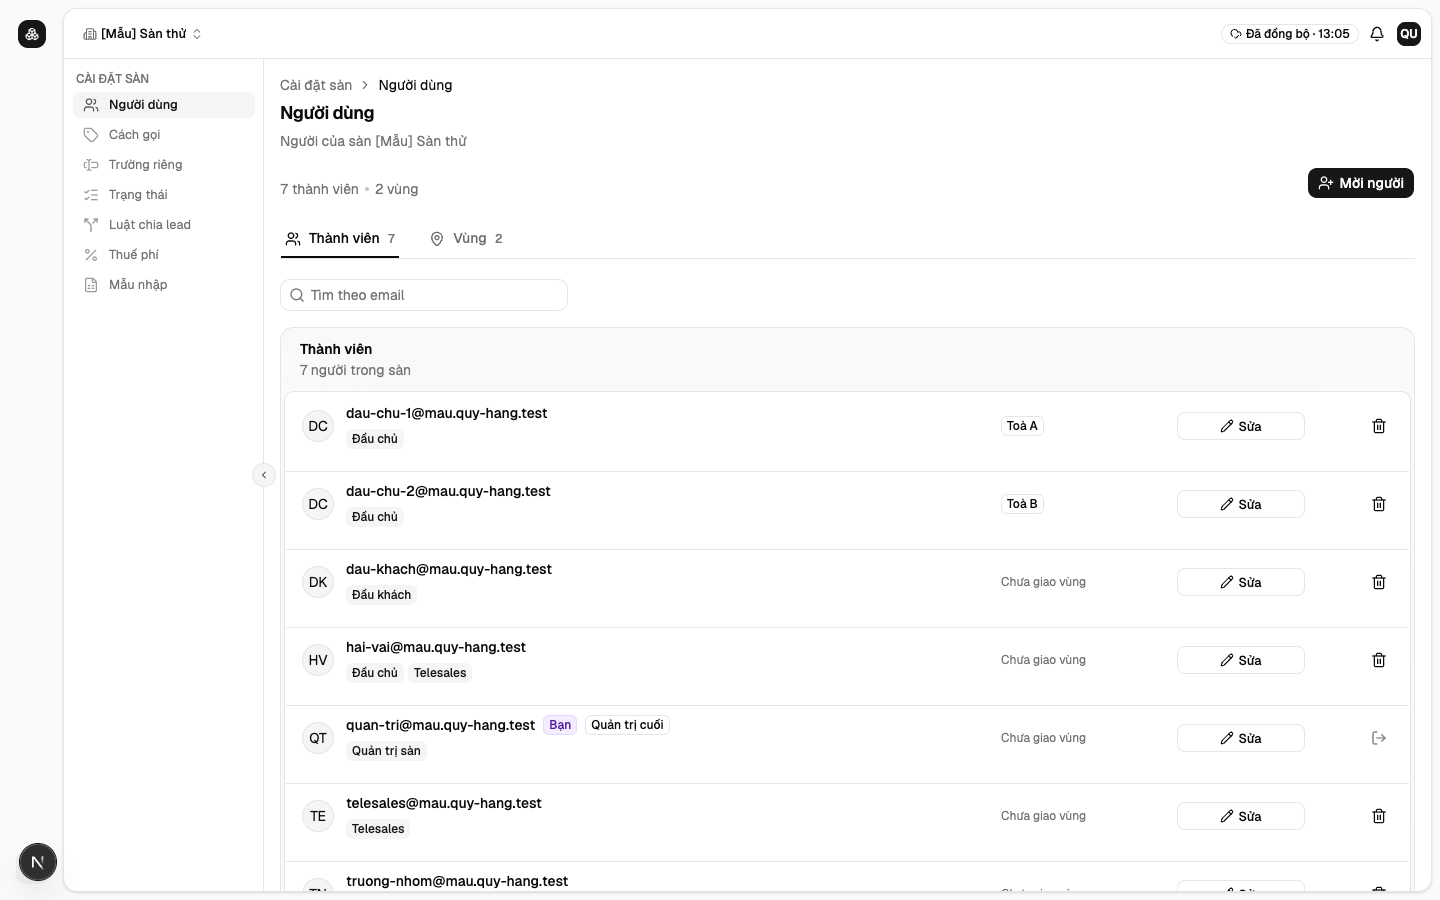 [Mẫu] Sàn thử
Đã đồng bộ · 13:05
QU
CÀI ĐẶT SÀN
Người dùng
Cách gọi
Trường riêng
Trạng thái
Luật chia lead
Thuế phí
Mẫu nhập
Cài đặt sàn > Người dùng
Người dùng
Người của sàn [Mẫu] Sàn thử
7 thành viên • 2 vùng
Mời người
Thành viên 7
Vùng 2
Tìm theo email
Thành viên
7 người trong sàn
DC
dau-chu-1@mau.quy-hang.test
Đầu chủ
Toà A
Sửa
DC
dau-chu-2@mau.quy-hang.test
Đầu chủ
Toà B
Sửa
DK
dau-khach@mau.quy-hang.test
Đầu khách
Chưa giao vùng
Sửa
HV
hai-vai@mau.quy-hang.test
Đầu chủ Telesales
Chưa giao vùng
Sửa
QT
quan-tri@mau.quy-hang.test Bạn Quản trị cuối
Quản trị sàn
Chưa giao vùng
Sửa
TE
telesales@mau.quy-hang.test
Telesales
Chưa giao vùng
Sửa
truong-nhom@mau.quy-hang.test
N